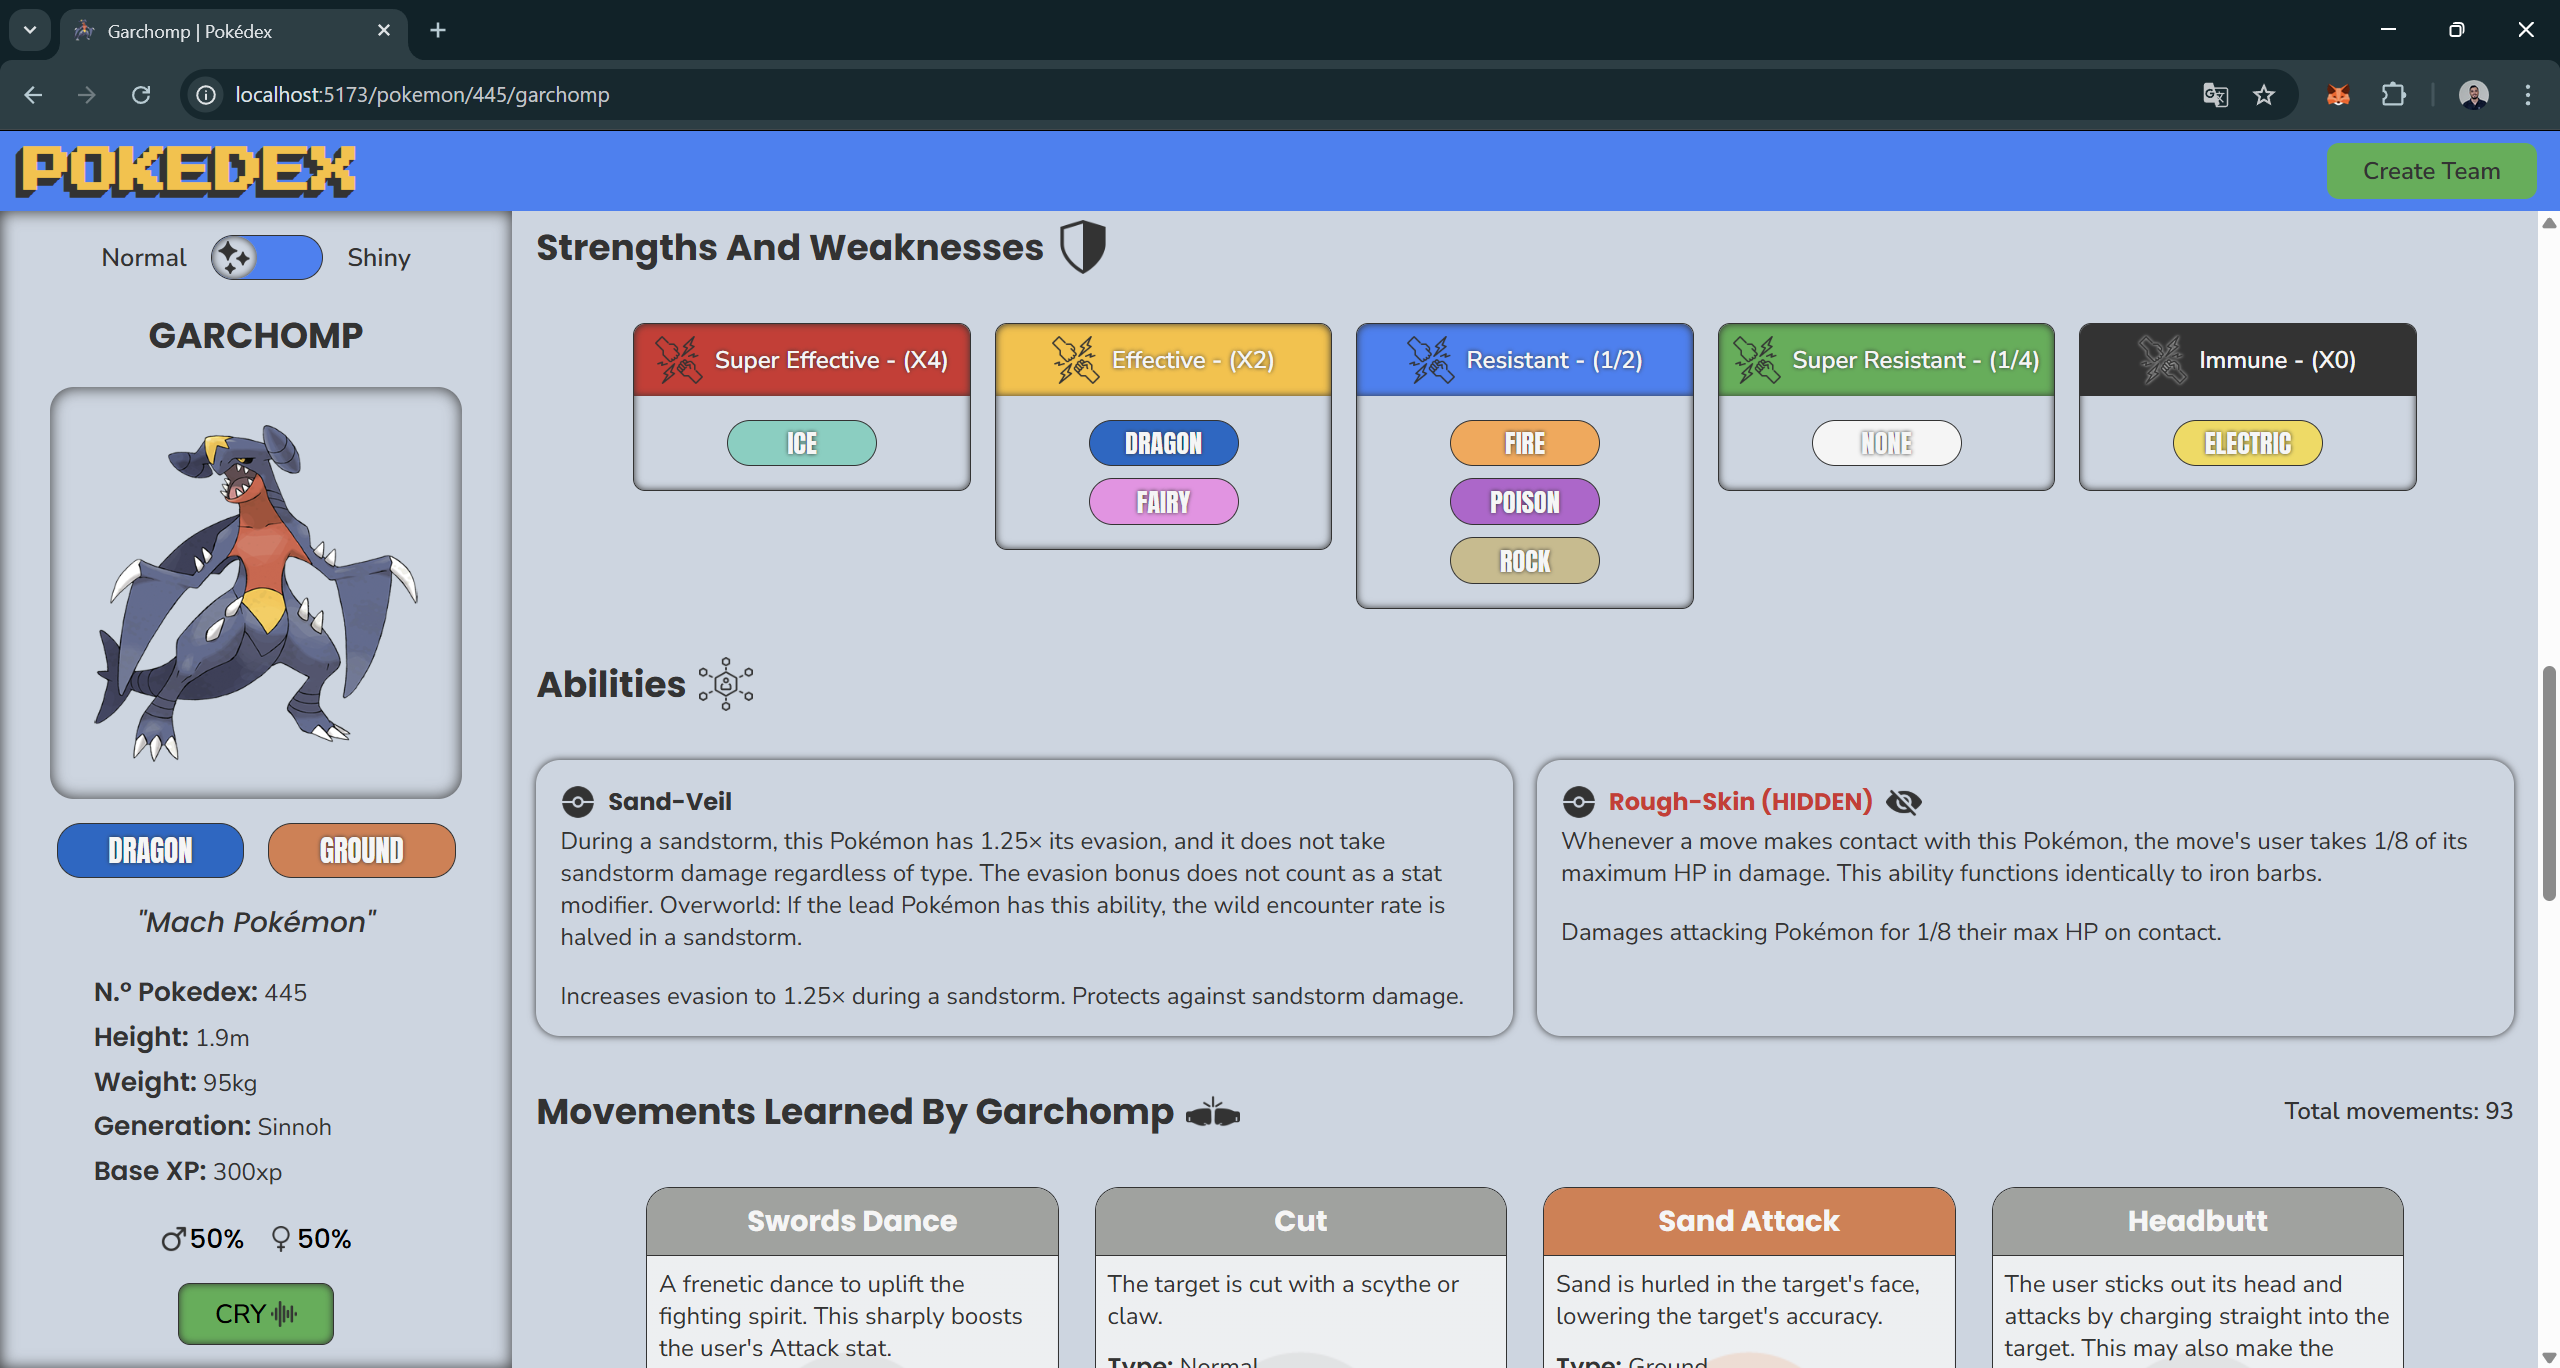 Garchomp | Pokédex
localhost:5173/pokemon/445/garchomp
POKEDEX
Create Team
Normal
Shiny
GARCHOMP
DRAGON
GROUND
"Mach Pokémon"
N.º Pokedex: 445
Height: 1.9m
Weight: 95kg
Generation: Sinnoh
Base XP: 300xp
♂50% ♀50%
CRY
Strengths And Weaknesses
Super Effective - (X4)
ICE
Effective - (X2)
DRAGON
FAIRY
Resistant - (1/2)
FIRE
POISON
ROCK
Super Resistant - (1/4)
NONE
Immune - (X0)
ELECTRIC
Abilities
Sand-Veil
During a sandstorm, this Pokémon has 1.25× its evasion, and it does not take
sandstorm damage regardless of type. The evasion bonus does not count as a stat
modifier. Overworld: If the lead Pokémon has this ability, the wild encounter rate is
halved in a sandstorm.
Increases evasion to 1.25× during a sandstorm. Protects against sandstorm damage.
Rough-Skin (HIDDEN)
Whenever a move makes contact with this Pokémon, the move's user takes 1/8 of its
maximum HP in damage. This ability functions identically to iron barbs.
Damages attacking Pokémon for 1/8 their max HP on contact.
Movements Learned By Garchomp
Total movements: 93
Swords Dance
A frenetic dance to uplift the
fighting spirit. This sharply boosts
the user's Attack stat.
Cut
The target is cut with a scythe or
claw.
Type: Normal
Sand Attack
Sand is hurled in the target's face,
lowering the target's accuracy.
Type: Ground
Headbutt
The user sticks out its head and
attacks by charging straight into the
target. This may also make the